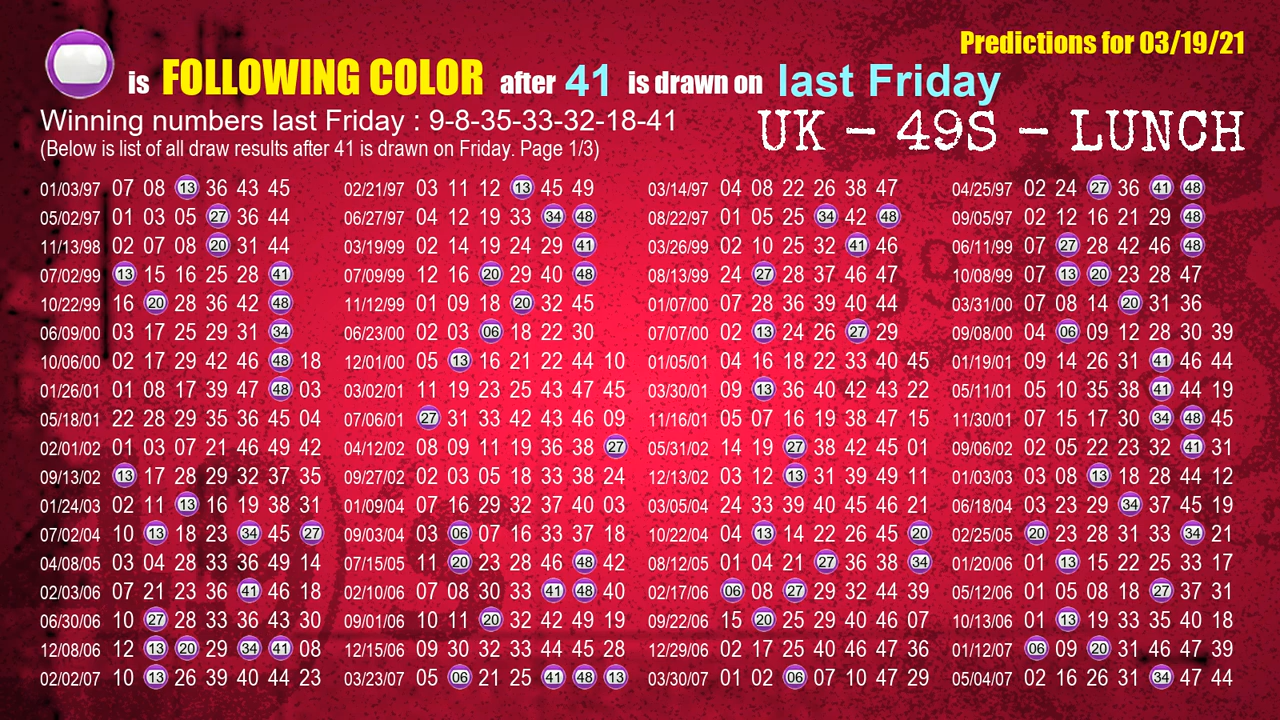 Predictions for 03/19/21
is FOLLOWING COLOR after 41 is drawn on last Friday
Winning numbers last Friday : 9-8-35-33-32-18-41
UK - 49S - LUNCH
(Below is list of all draw results after 41 is drawn on Friday. Page 1/3)
01/03/97 07 08 13 36 43 45 02/21/97 03 11 12 13 45 49 03/14/97 04 08 22 26 38 47 04/25/97 02 24 27 36 41 48
05/02/97 01 03 05 27 36 44 06/27/97 04 12 19 33 34 48 08/22/97 01 05 25 34 42 48 09/05/97 02 12 16 21 29 48
11/13/98 02 07 08 20 31 44 03/19/99 02 14 19 24 29 41 03/26/99 02 10 25 32 41 46 06/11/99 07 27 28 42 46 48
07/02/99 13 15 16 25 28 41 07/09/99 12 16 20 29 40 48 08/13/99 24 27 28 37 46 47 10/08/99 07 13 20 23 28 47
10/22/99 16 20 28 36 42 48 11/12/99 01 09 18 20 32 45 01/07/00 07 28 36 39 40 44 03/31/00 07 08 14 20 31 36
06/09/00 03 17 25 29 31 34 06/23/00 02 03 06 18 22 30 07/07/00 02 13 24 26 27 29 09/08/00 04 06 09 12 28 30 39
10/06/00 02 17 29 42 46 48 18 12/01/00 05 13 16 21 22 44 10 01/05/01 04 16 18 22 33 40 45 01/19/01 09 14 26 31 41 46 44
01/26/01 01 08 17 39 47 48 03 03/02/01 11 19 23 25 43 47 45 03/30/01 09 13 36 40 42 43 22 05/11/01 05 10 35 38 41 44 19
05/18/01 22 28 29 35 36 45 04 07/06/01 27 31 33 42 43 46 09 11/16/01 05 07 16 19 38 47 15 11/30/01 07 15 17 30 34 48 45
02/01/02 01 03 07 21 46 49 42 04/12/02 08 09 11 19 36 38 27 05/31/02 14 19 27 38 42 45 01 09/06/02 02 05 22 23 32 41 31
09/13/02 13 17 28 29 32 37 35 09/27/02 02 03 05 18 33 38 24 12/13/02 03 12 13 31 39 49 11 01/03/03 03 08 13 18 28 44 12
01/24/03 02 11 13 16 19 38 31 01/09/04 07 16 29 32 37 40 03 03/05/04 24 33 39 40 45 46 21 06/18/04 03 23 29 34 37 45 19
07/02/04 10 13 18 23 34 45 27 09/03/04 03 06 07 16 33 37 18 10/22/04 04 13 14 22 26 45 20 02/25/05 20 23 28 31 33 34 21
04/08/05 03 04 28 33 36 49 14 07/15/05 11 20 23 28 46 48 42 08/12/05 01 04 21 27 36 38 34 01/20/06 01 13 15 22 25 33 17
02/03/06 07 21 23 36 41 46 18 02/10/06 07 08 30 33 41 48 40 02/17/06 06 08 27 29 32 44 39 05/12/06 01 05 08 18 27 37 31
06/30/06 10 27 28 33 36 43 30 09/01/06 10 11 20 32 42 49 19 09/22/06 15 20 25 29 40 46 07 10/13/06 01 13 19 33 35 40 18
12/08/06 12 13 20 29 34 41 08 12/15/06 09 30 32 33 44 45 28 12/29/06 02 17 25 40 46 47 36 01/12/07 06 09 20 31 46 47 39
02/02/07 10 13 26 39 40 44 23 03/23/07 05 06 21 25 41 48 13 03/30/07 01 02 06 07 10 47 29 05/04/07 02 16 26 31 34 47 44